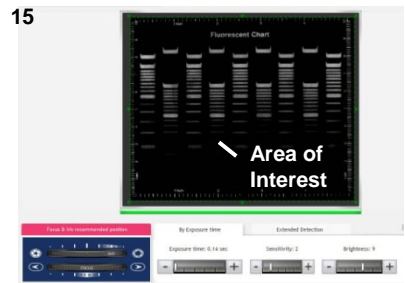 15
Fluorescent Chart
Area of
Interest
Focus & Iris recommended position
By Exposure time
Extended Detection
Exposure time: 0.14 sec
Sensitivity: 2
Brightness: 9
- +
- +
- +